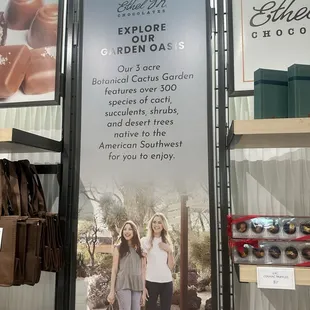 Ethel M.
CHOCOLATES
EXPLORE
OUR
GARDEN OASIS
Our 3 acre
Botanical Cactus Garden
features over 300
species of cacti,
succulents, shrubs,
and desert trees
native to the
American Southwest
for you to enjoy.
Ethel
CHOCO